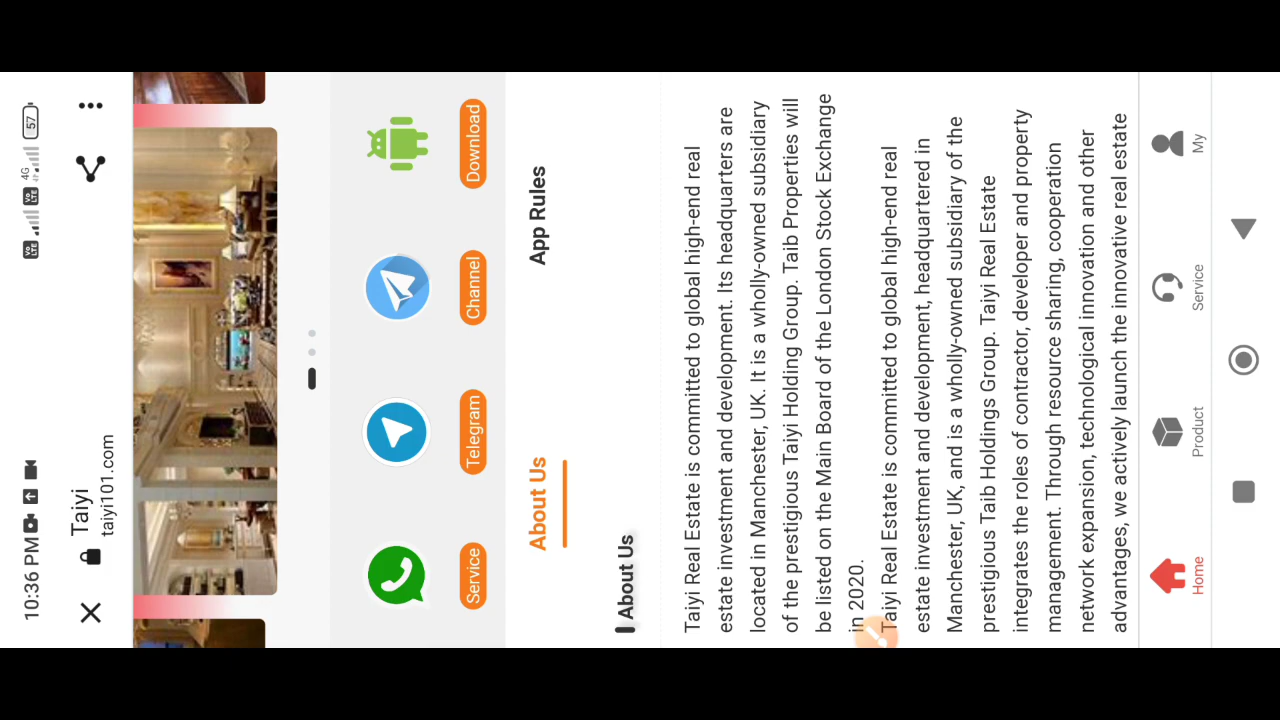 10:36 PM
4G
57
Taiyi
taiyi101.com
Service
Telegram
Channel
Download
About Us
App Rules
About Us
Taiyi Real Estate is committed to global high-end real
estate investment and development. Its headquarters are
located in Manchester, UK. It is a wholly-owned subsidiary
of the prestigious Taiyi Holding Group. Taib Properties will
be listed on the Main Board of the London Stock Exchange
in 2020.
Taiyi Real Estate is committed to global high-end real
estate investment and development, headquartered in
Manchester, UK, and is a wholly-owned subsidiary of the
prestigious Taib Holdings Group. Taiyi Real Estate
integrates the roles of contractor, developer and property
management. Through resource sharing, cooperation
network expansion, technological innovation and other
advantages, we actively launch the innovative real estate
Home
Product
Service
My